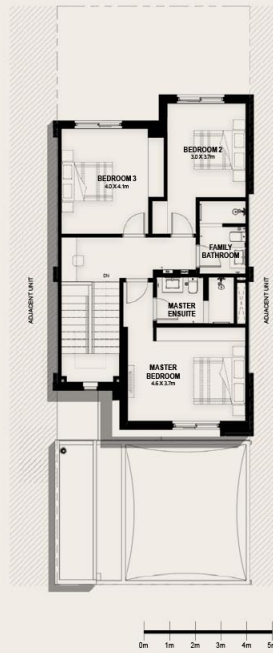 BEDROOM 2
3.0 X 3.7m
BEDROOM 3
4.0 X 4.1m
FAMILY
BATHROOM
DN
ADJACENT UNIT
ADJACENT UNIT
MASTER
ENSUITE
MASTER
BEDROOM
4.6 X 3.7m
0m 1m 2m 3m 4m 5m